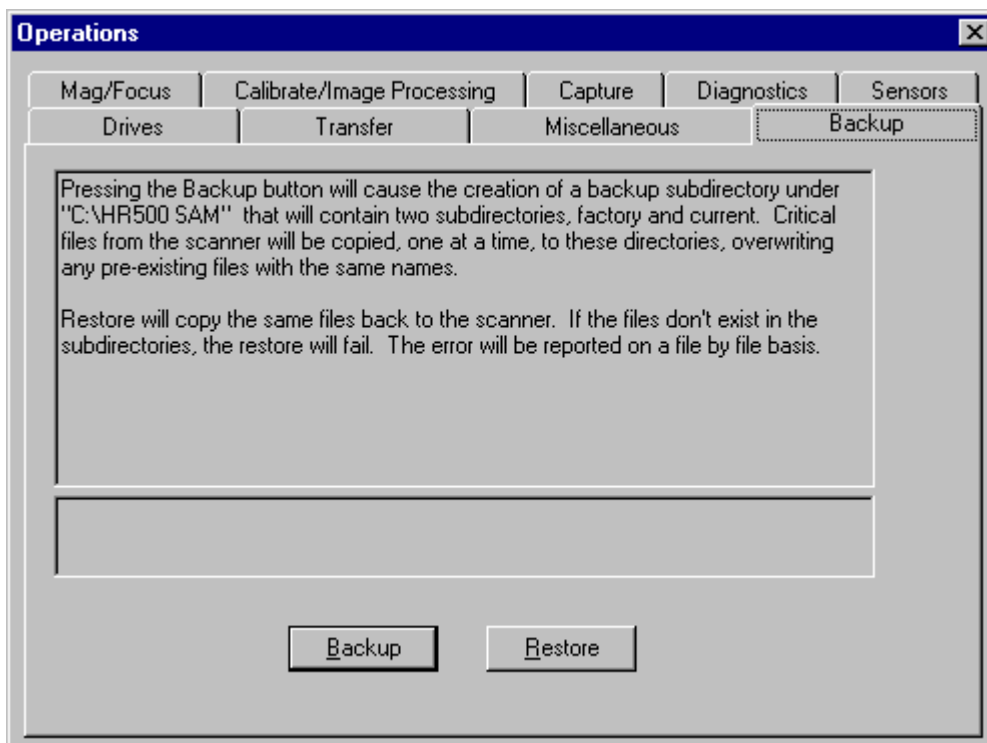 Operations
Mag/Focus Calibrate/Image Processing Capture Diagnostics Sensors
Drives Transfer Miscellaneous Backup
Pressing the Backup button will cause the creation of a backup subdirectory under
"C:\HR500 SAM"  that will contain two subdirectories, factory and current.  Critical
files from the scanner will be copied, one at a time, to these directories, overwriting
any pre-existing files with the same names.
Restore will copy the same files back to the scanner.  If the files don't exist in the
subdirectories, the restore will fail.  The error will be reported on a file by file basis.
Backup Restore